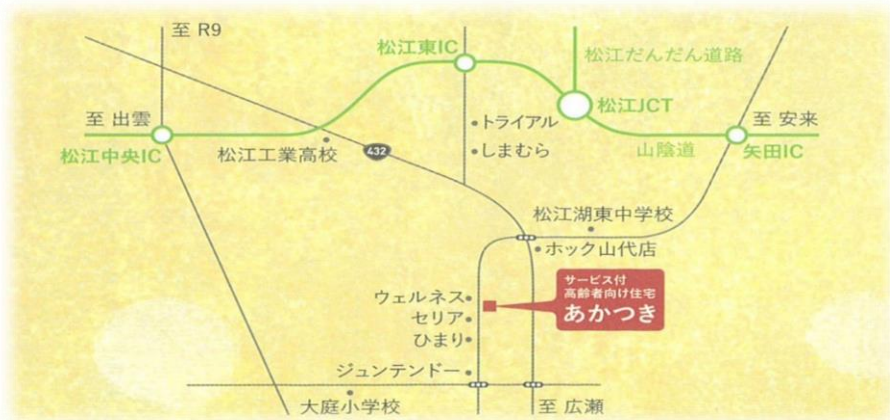 至 R9
松江東IC
松江だんだん道路
松江JCT
至 出雲
トライアル
至 安来
松江中央IC
松江工業高校
432
しまむら
山陰道
矢田IC
松江湖東中学校
ホック山代店
サービス付
高齢者向け住宅
あかつき
ウェルネス
セリア
ひまり
ジュンテンドー
大庭小学校
至 広瀬